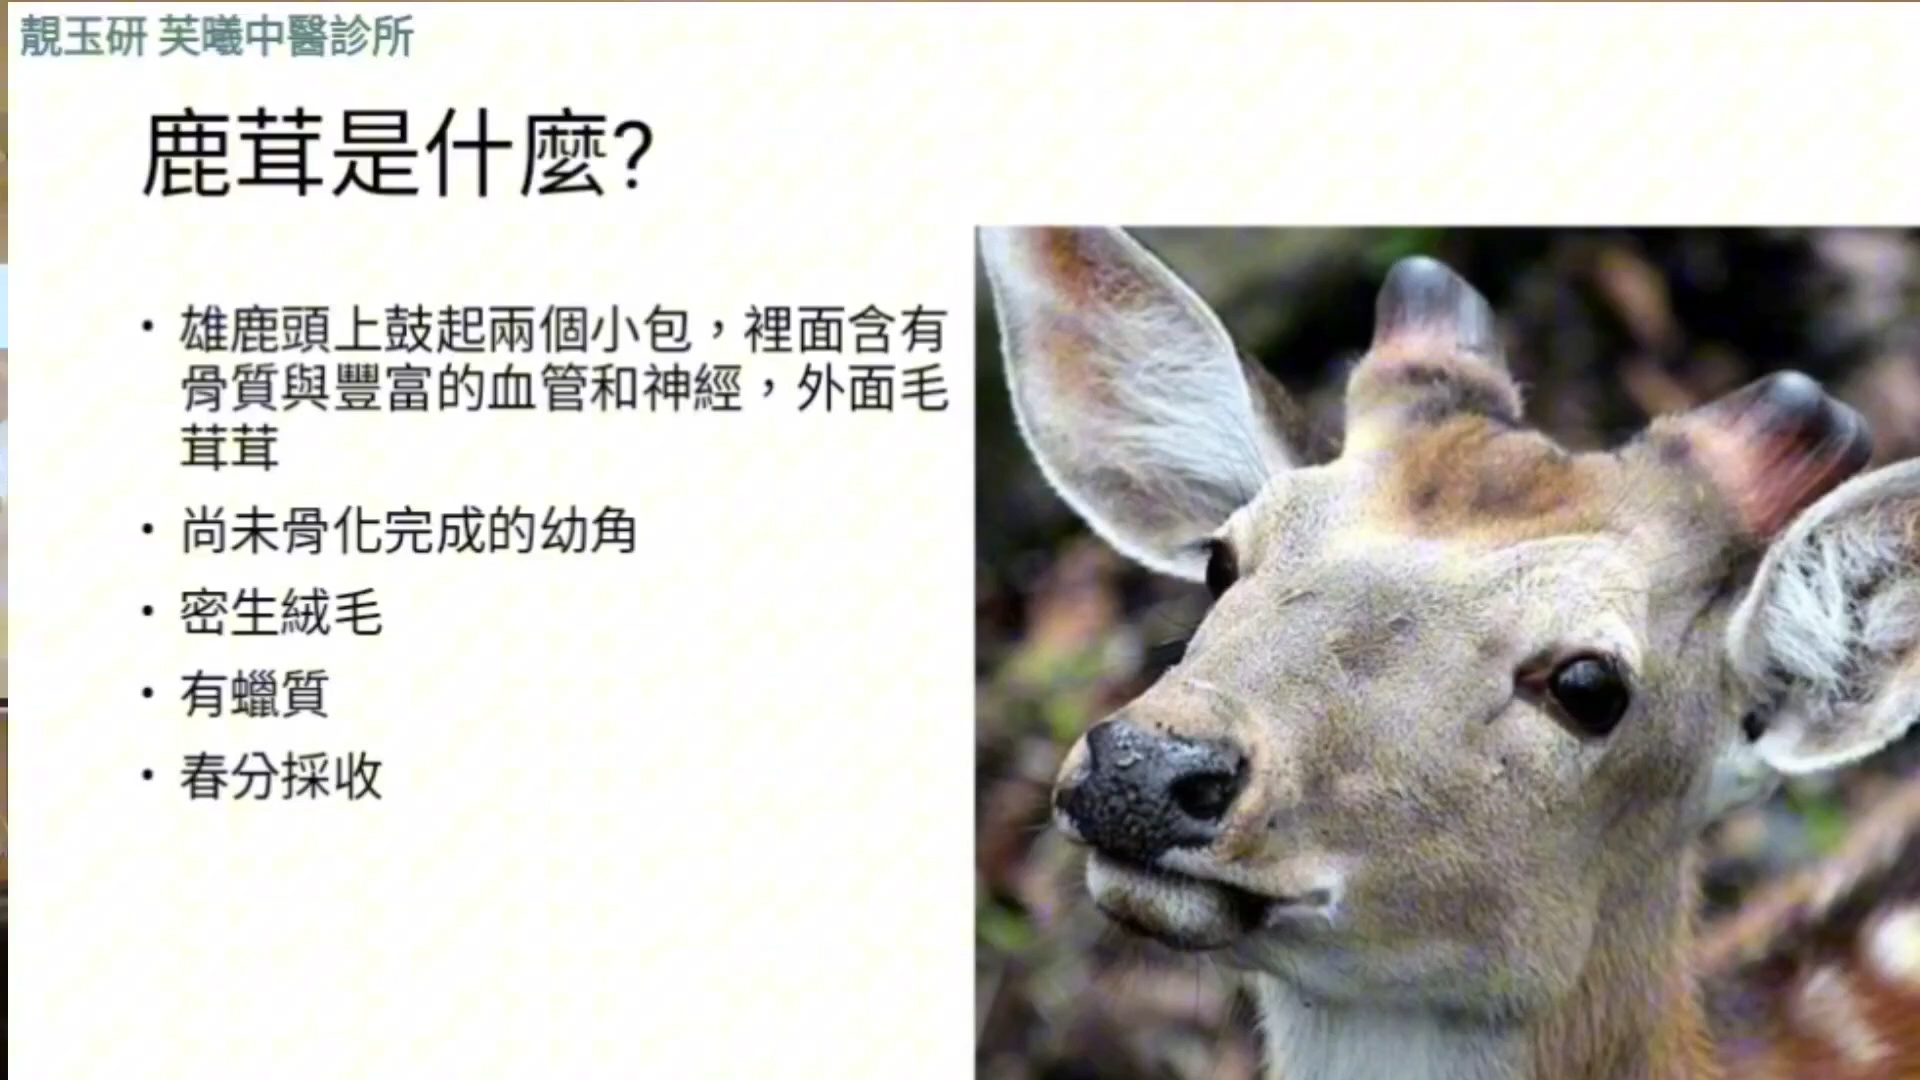 靚玉研 芙曦中醫診所
鹿茸是什麼?
• 雄鹿頭上鼓起兩個小包，裡面含有
骨質與豐富的血管和神經，外面毛
茸茸
• 尚未骨化完成的幼角
• 密生絨毛
• 有蠟質
• 春分採收